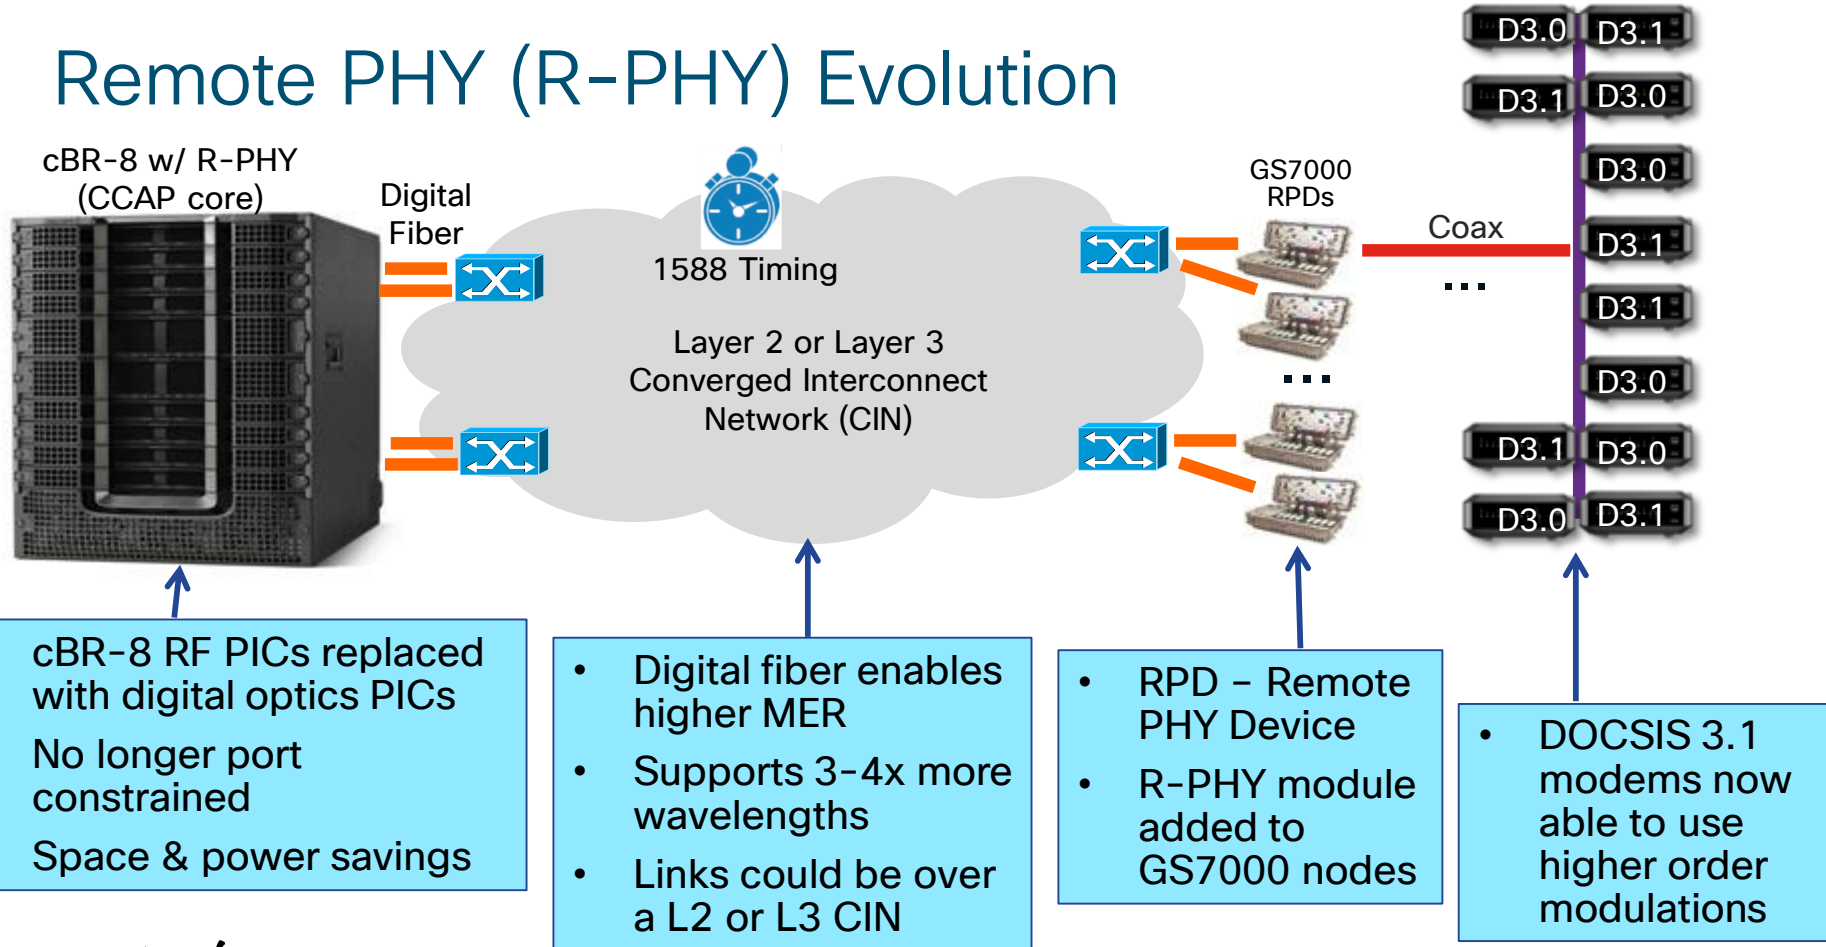 Remote PHY (R-PHY) Evolution
cBR-8 w/ R-PHY
(CCAP core)
Digital
Fiber
1588 Timing
Layer 2 or Layer 3
Converged Interconnect
Network (CIN)
GS7000
RPDs
Coax
...
...
D3.0 D3.1
D3.1 D3.0
D3.0
D3.1
D3.1
D3.0
D3.1 D3.0
D3.0 D3.1
cBR-8 RF PICs replaced
with digital optics PICs
No longer port
constrained
Space & power savings
• Digital fiber enables
higher MER
• Supports 3-4x more
wavelengths
• Links could be over
a L2 or L3 CIN
• RPD – Remote
PHY Device
• R-PHY module
added to
GS7000 nodes
• DOCSIS 3.1
modems now
able to use
higher order
modulations